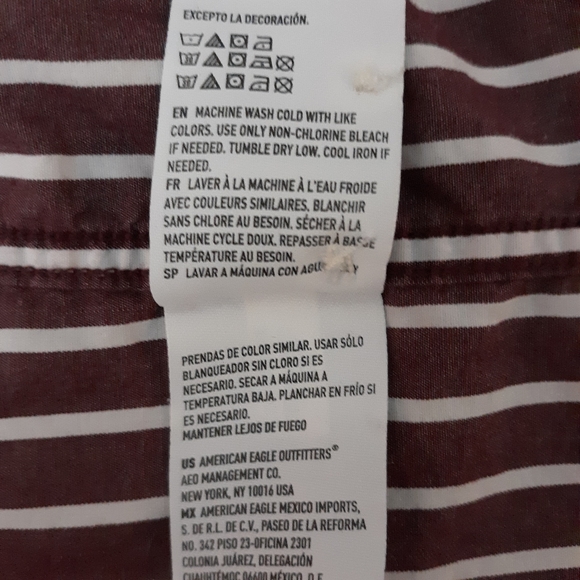 EXCEPTO LA DECORACIÓN.
EN MACHINE WASH COLD WITH LIKE
COLORS. USE ONLY NON-CHLORINE BLEACH
IF NEEDED. TUMBLE DRY LOW. COOL IRON IF
NEEDED.
FR LAVER À LA MACHINE À L'EAU FROIDE
AVEC COULEURS SIMILAIRES. BLANCHIR
SANS CHLORE AU BESOIN. SÉCHER À LA
MACHINE CYCLE DOUX. REPASSER À BASSE
TEMPÉRATURE AU BESOIN.
SP LAVAR A MÁQUINA CON Y
PRENDAS DE COLOR SIMILAR. USAR SÓLO
BLANQUEADOR SIN CLORO SI ES
NECESARIO. SECAR A MÁQUINA A
TEMPERATURA BAJA. PLANCHAR EN FRÍO SI
ES NECESARIO.
MANTENER LEJOS DE FUEGO
US AMERICAN EAGLE OUTFITTERS®
AEO MANAGEMENT CO.
NEW YORK, NY 10016 USA
MX AMERICAN EAGLE MEXICO IMPORTS,
S. DE R.L. DE C.V., PASEO DE LA REFORMA
NO. 342 PISO 23-OFICINA 2301
COLONIA JUÁREZ, DELEGACIÓN
CUAUHTÉMOC 06600 MÉXICO, D.F.